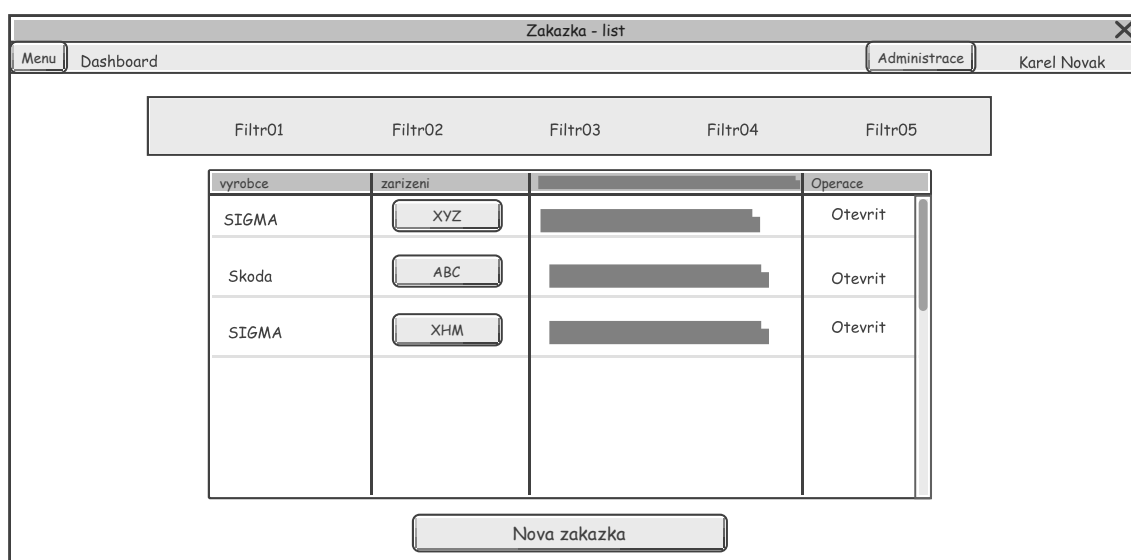 Zakazka - list
Menu Dashboard Administrace Karel Novak
Filtr01 Filtr02 Filtr03 Filtr04 Filtr05
vyrobce zarizeni Operace
SIGMA XYZ Otevrit
Skoda ABC Otevrit
SIGMA XHM Otevrit
Nova zakazka